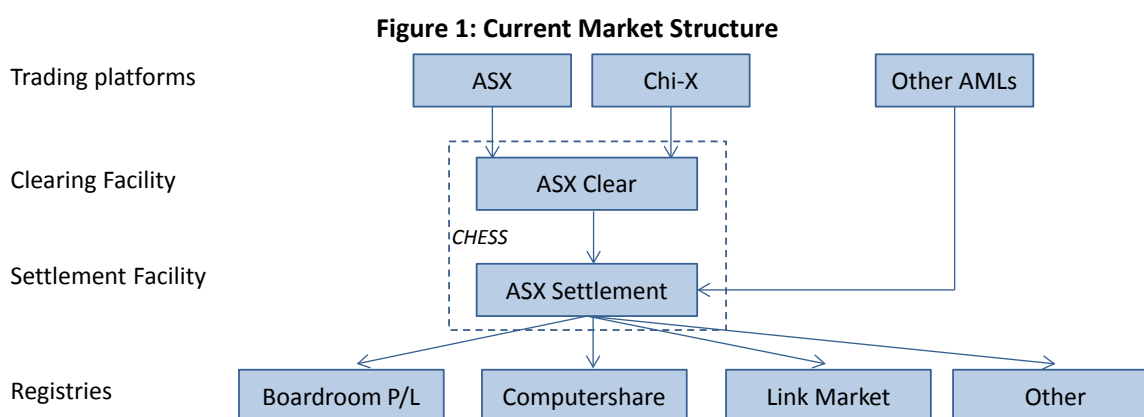 Figure 1: Current Market Structure
Trading platforms
ASX
Chi-X
Other AMLs
Clearing Facility
ASX Clear
CHESS
Settlement Facility
ASX Settlement
Registries
Boardroom P/L
Computershare
Link Market
Other